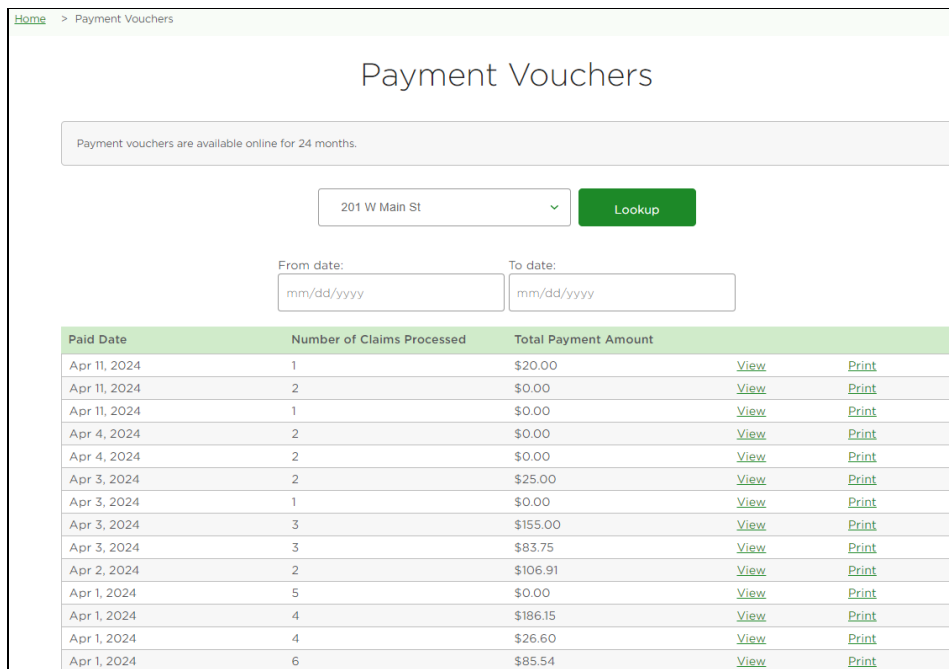 Home > Payment Vouchers
Payment Vouchers
Payment vouchers are available online for 24 months.
201 W Main St Lookup
From date: To date:
mm/dd/yyyy mm/dd/yyyy
Paid Date Number of Claims Processed Total Payment Amount
Apr 11, 2024 1 $20.00 View Print
Apr 11, 2024 2 $0.00 View Print
Apr 11, 2024 1 $0.00 View Print
Apr 4, 2024 2 $0.00 View Print
Apr 4, 2024 2 $0.00 View Print
Apr 3, 2024 2 $25.00 View Print
Apr 3, 2024 1 $0.00 View Print
Apr 3, 2024 3 $155.00 View Print
Apr 3, 2024 3 $83.75 View Print
Apr 2, 2024 2 $106.91 View Print
Apr 1, 2024 5 $0.00 View Print
Apr 1, 2024 4 $186.15 View Print
Apr 1, 2024 4 $26.60 View Print
Apr 1, 2024 6 $85.54 View Print